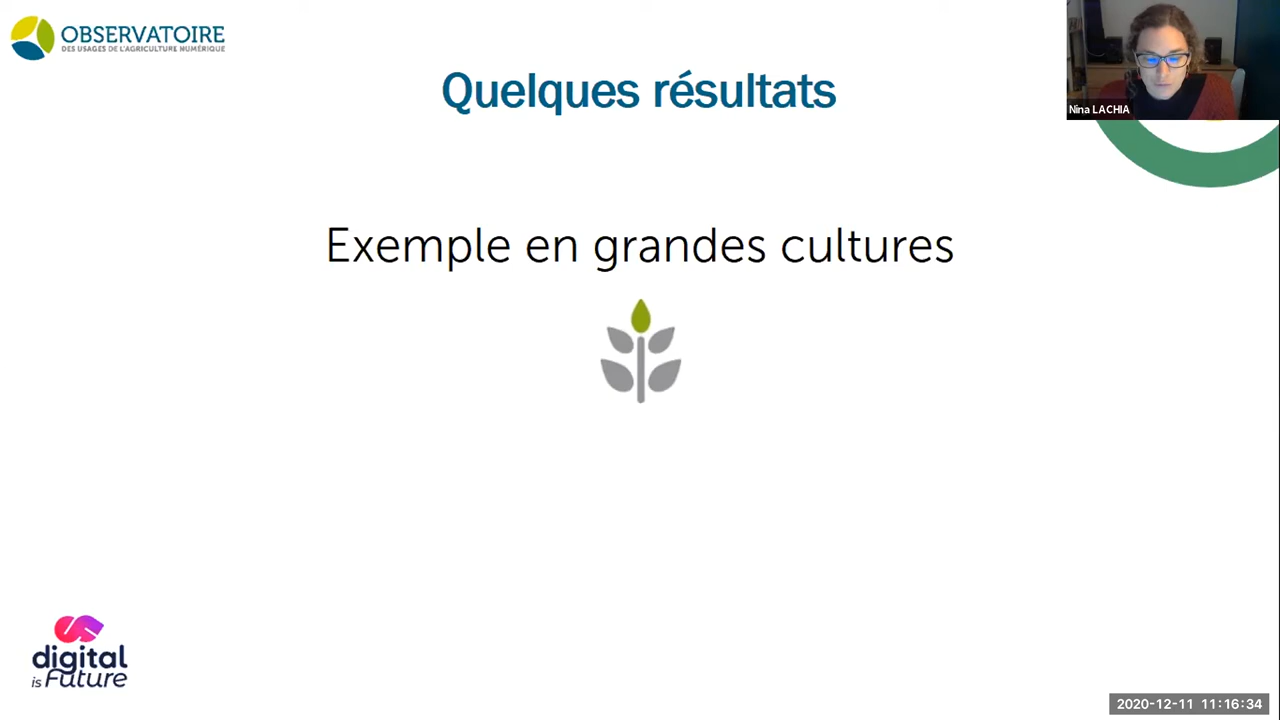 OBSERVATOIRE
DES USAGES DE L'AGRICULTURE NUMÉRIQUE
Quelques résultats
Nina LACHIA
Exemple en grandes cultures
digital
is Future
2020-12-11 11:16:34